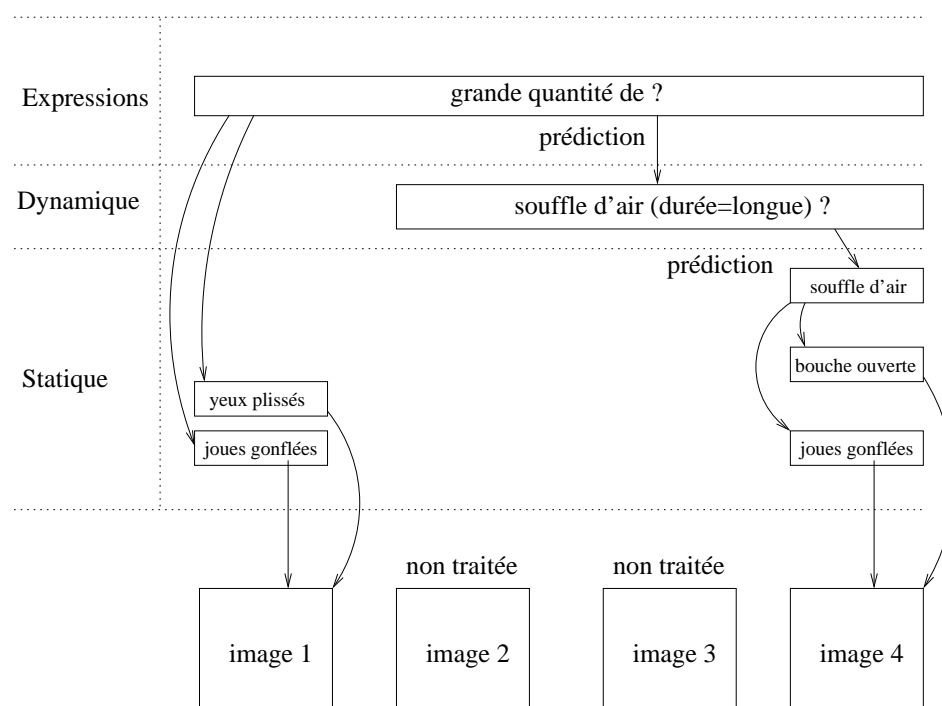 Expressions
grande quantité de ?
prédiction
Dynamique
souffle d'air (durée=longue) ?
prédiction
souffle d'air
Statique
bouche ouverte
yeux plissés
joues gonflées
joues gonflées
non traitée
non traitée
image 1
image 2
image 3
image 4